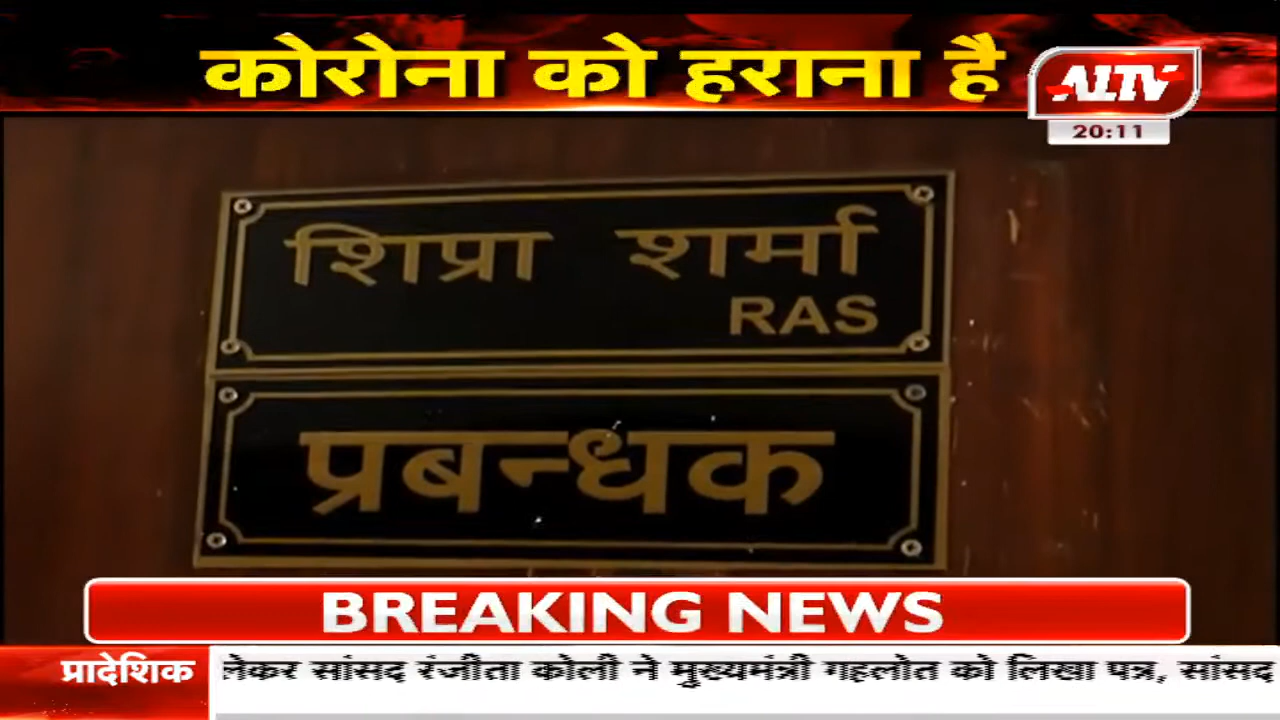 कोरोना को हराना है
ALTV
20:11
शिप्रा शर्मा
RAS
प्रबन्धक
BREAKING NEWS
प्रादेशिक
लेकर सांसद रंजीता कोली ने मुख्यमंत्री गहलोत को लिखा पत्र, सांसद